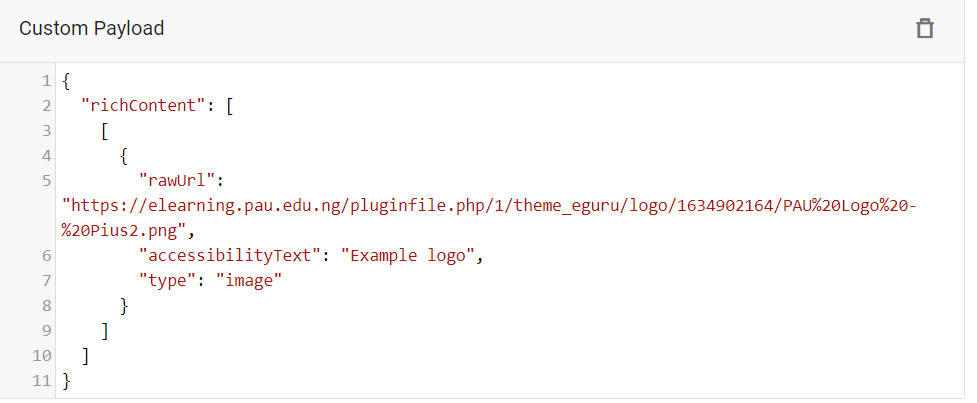 Custom Payload
1 {
2   "richContent": [
3     [
4       {
5         "rawUrl":
"https://elearning.pau.edu.ng/pluginfile.php/1/theme_eguru/logo/1634902164/PAU%20Logo%20-
%20Pius2.png",
6         "accessibilityText": "Example logo",
7         "type": "image"
8       }
9     ]
10   ]
11 }